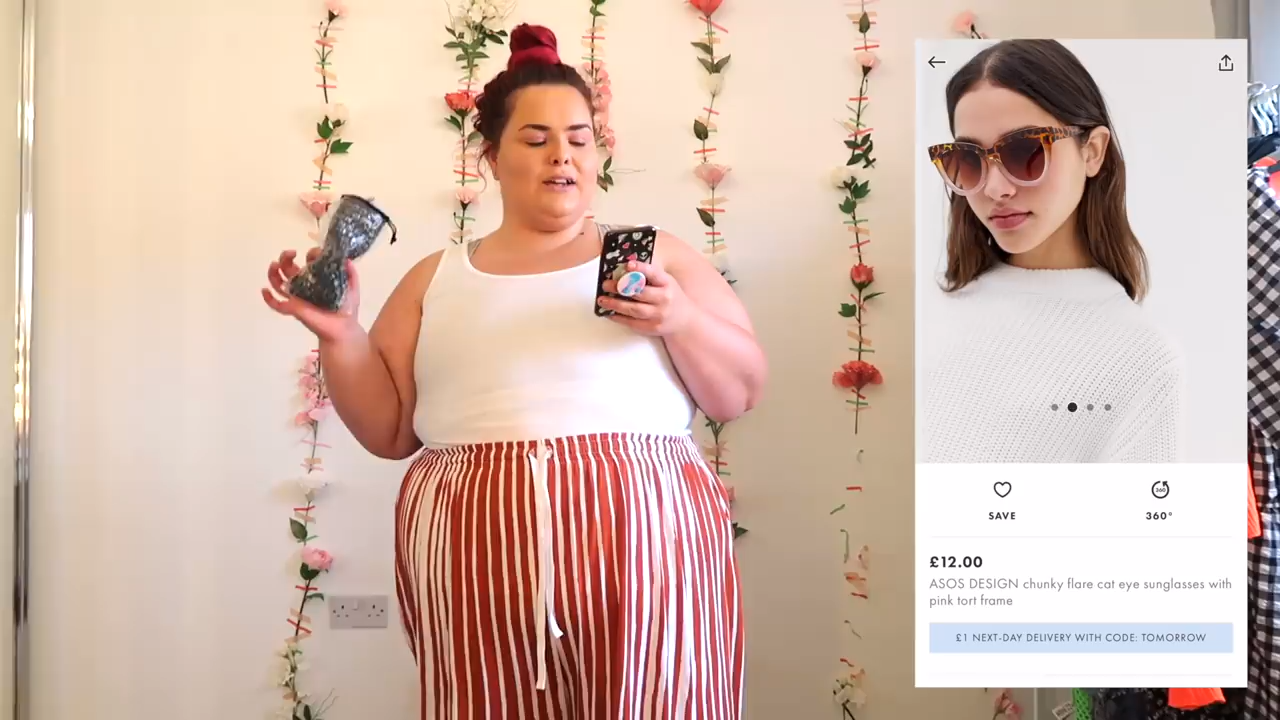 SAVE
360°
£12.00
ASOS DESIGN chunky flare cat eye sunglasses with
pink tort frame
£1 NEXT-DAY DELIVERY WITH CODE: TOMORROW